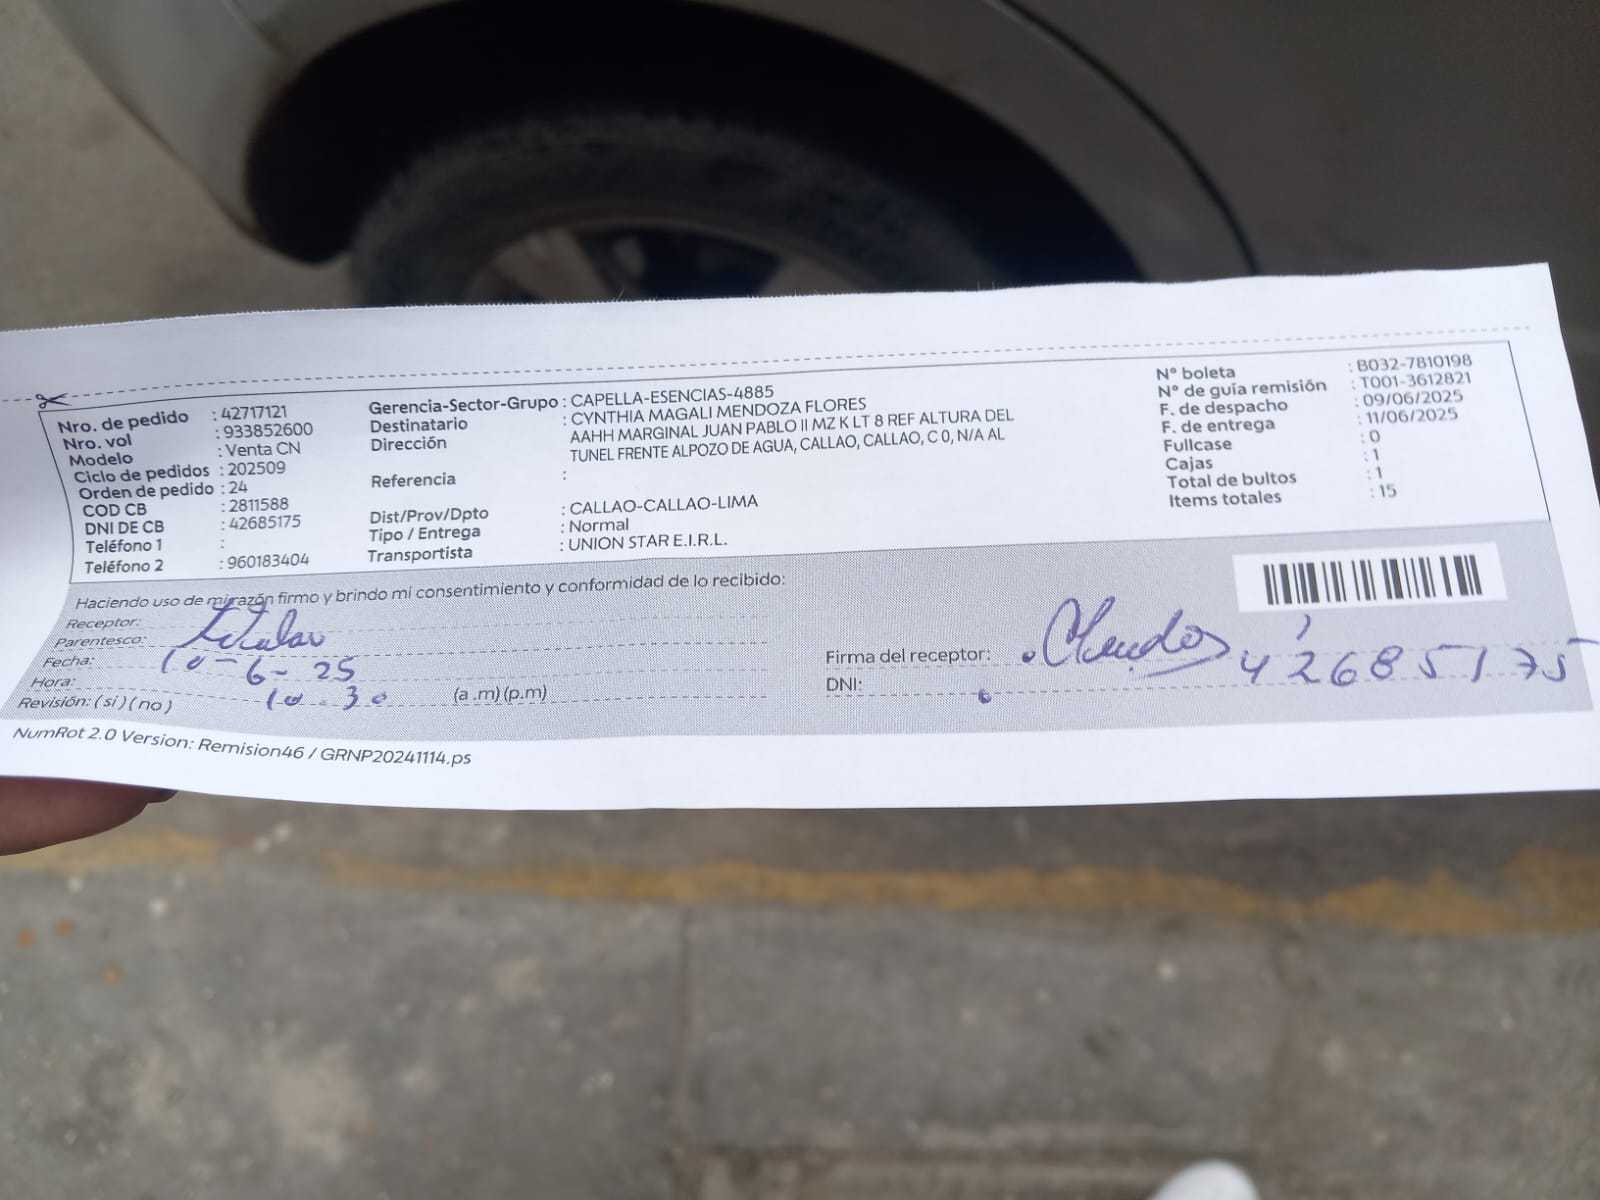 Nro. de pedido : 42717121
Nro. vol : 933852600
Modelo : Venta CN
Ciclo de pedidos : 202509
Orden de pedido : 24
COD CB : 2811588
DNI DE CB : 42685175
Teléfono 1 :
Teléfono 2 : 960183404
Gerencia-Sector-Grupo : CAPELLA-ESENCIAS-4885
Destinatario : CYNTHIA MAGALI MENDOZA FLORES
Dirección AAHH MARGINAL JUAN PABLO II MZ K LT 8 REF ALTURA DEL
TUNEL FRENTE ALPOZO DE AGUA, CALLAO, CALLAO, C 0, N/A AL
Referencia :
Dist/Prov/Dpto : CALLAO-CALLAO-LIMA
Tipo / Entrega : Normal
Transportista : UNION STAR E.I.R.L.
N° boleta : B032-7810198
N° de guía remisión : T001-3612821
F. de despacho : 09/06/2025
F. de entrega : 11/06/2025
Fullcase : 0
Cajas : 1
Total de bultos : 1
Items totales : 15
Haciendo uso de mi razón firmo y brindo mi consentimiento y conformidad de lo recibido:
Receptor:
Parentesco: Titular
Fecha: 10-6-25
Hora: 10.30 (a.m) (p.m)
Revisión: (si) (no)
Firma del receptor:
DNI: 42685175
NumRot 2.0 Version: Remision46 / GRNP20241114.ps